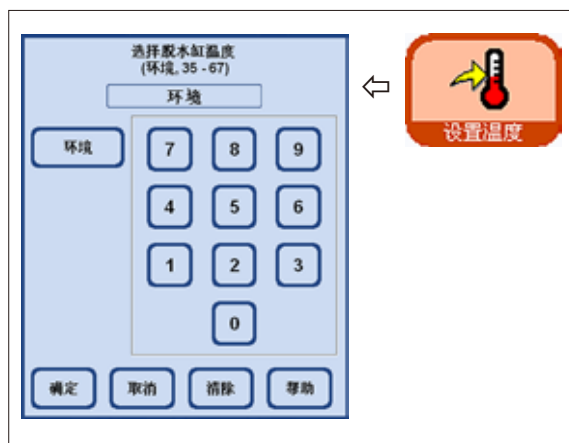 选择脱水缸温度
(环境, 35 - 67)
环境
环境
7 8 9
4 5 6
1 2 3
0
确定 取消 清除 帮助
设置温度